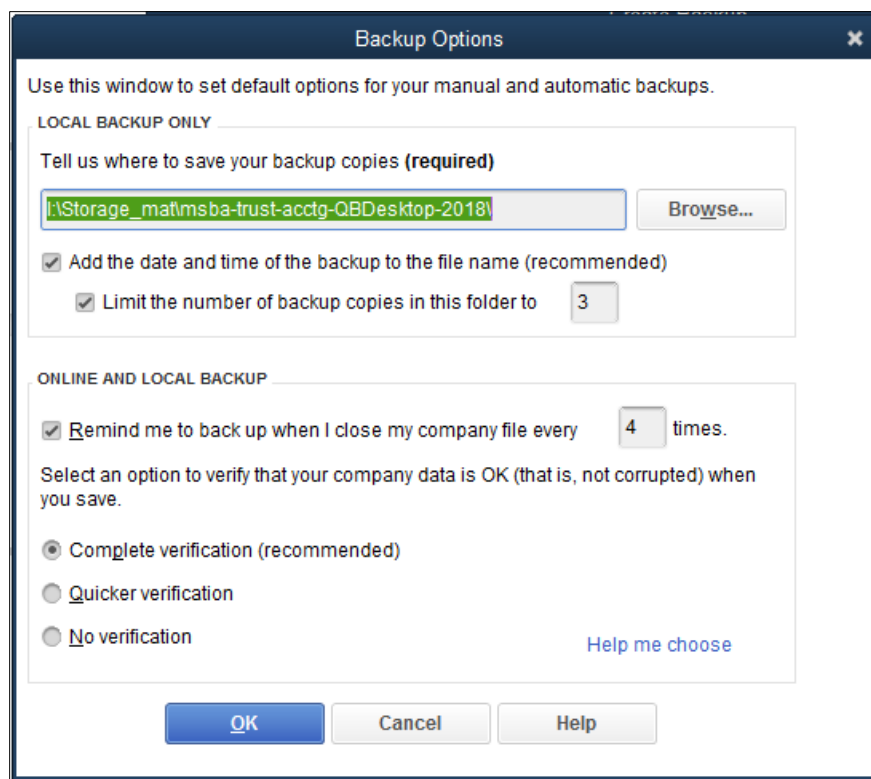 Backup Options
Use this window to set default options for your manual and automatic backups.
LOCAL BACKUP ONLY
Tell us where to save your backup copies (required)
I:\Storage_mat\msba-trust-acctg-QBDesktop-2018\
Browse...
Add the date and time of the backup to the file name (recommended)
Limit the number of backup copies in this folder to 3
ONLINE AND LOCAL BACKUP
Remind me to back up when I close my company file every 4 times.
Select an option to verify that your company data is OK (that is, not corrupted) when
you save.
Complete verification (recommended)
Quicker verification
No verification
Help me choose
OK Cancel Help